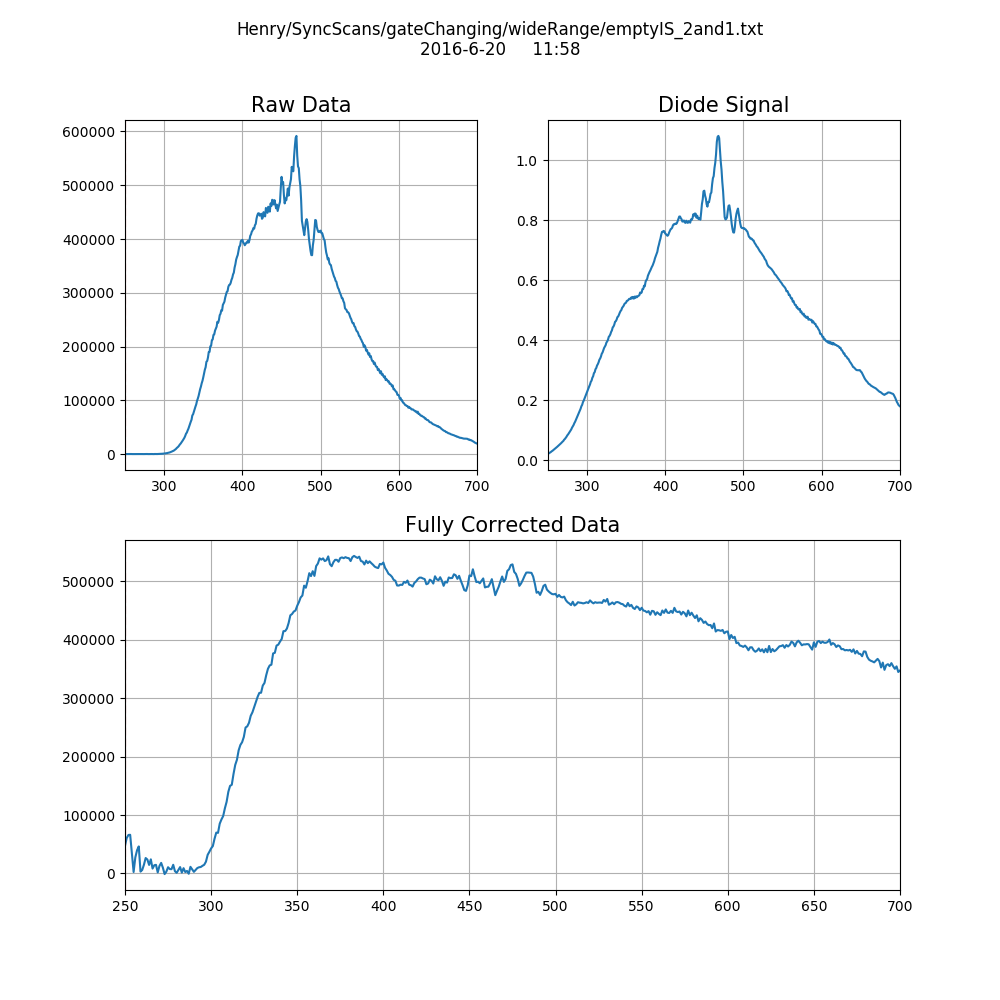 Henry/SyncScans/gateChanging/wideRange/emptyIS_2and1.txt
2016-6-20 11:58
Raw Data
600000
500000
400000
300000
200000
100000
0
300 400 500 600 700
Diode Signal
1.0
0.8
0.6
0.4
0.2
0.0
300 400 500 600 700
Fully Corrected Data
500000
400000
300000
200000
100000
0
250 300 350 400 450 500 550 600 650 700